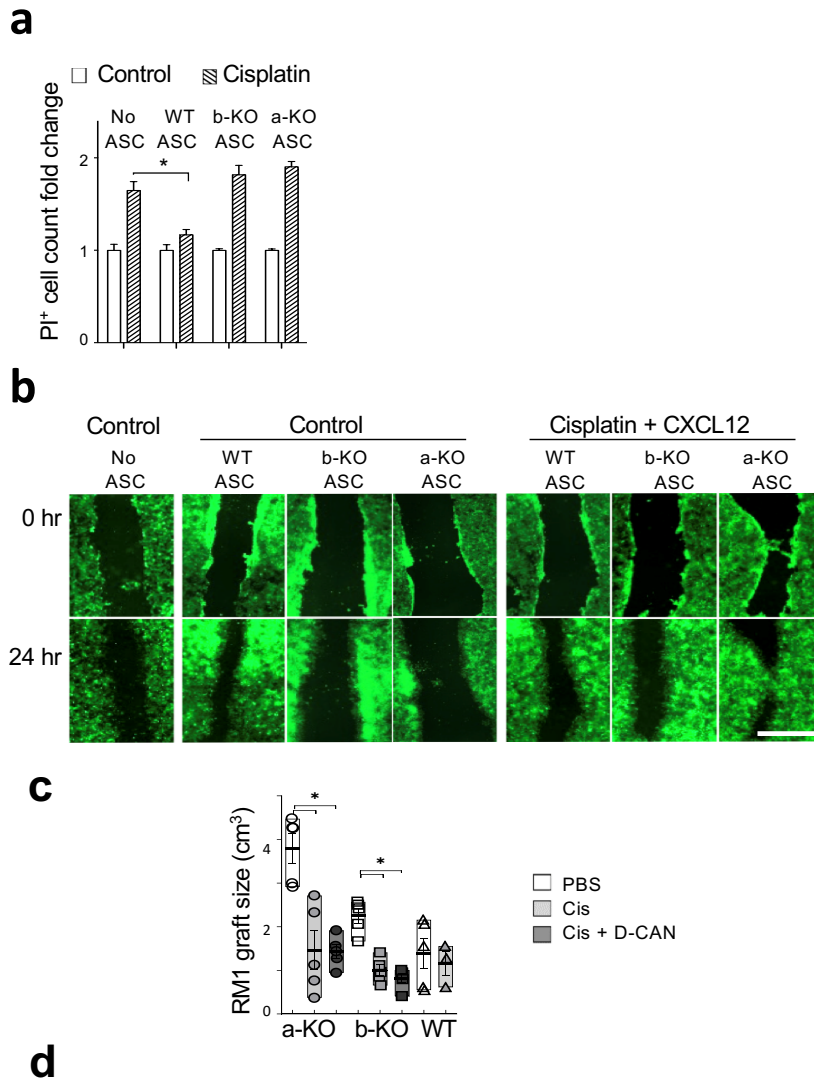 a
Control Cisplatin
No WT b-KO a-KO
ASC ASC ASC ASC
*
2
1
0
PI+ cell count fold change
b
Control Control Cisplatin + CXCL12
No WT b-KO a-KO WT b-KO a-KO
ASC ASC ASC ASC ASC ASC ASC
0 hr
24 hr
c
RM1 graft size (cm³)
4
2
0
* *
a-KO b-KO WT
PBS
Cis
Cis + D-CAN
d